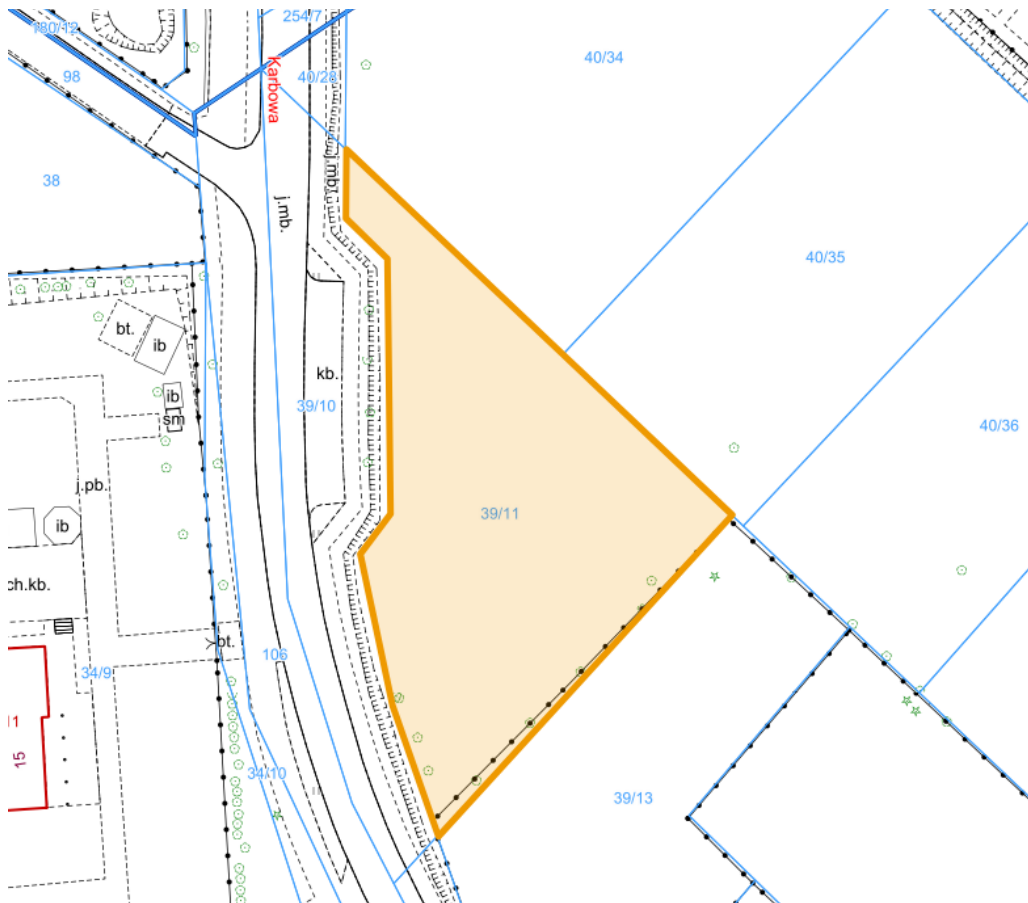 254/7
180/12
40/34
98
40/28
Karbowa
j.mb.
38
j.mb.
40/35
bt.
ib
kb.
ib
39/10
sm
40/36
j.pb.
39/11
ib
ch.kb.
bt.
106
34/9
11
15
34/10
39/13